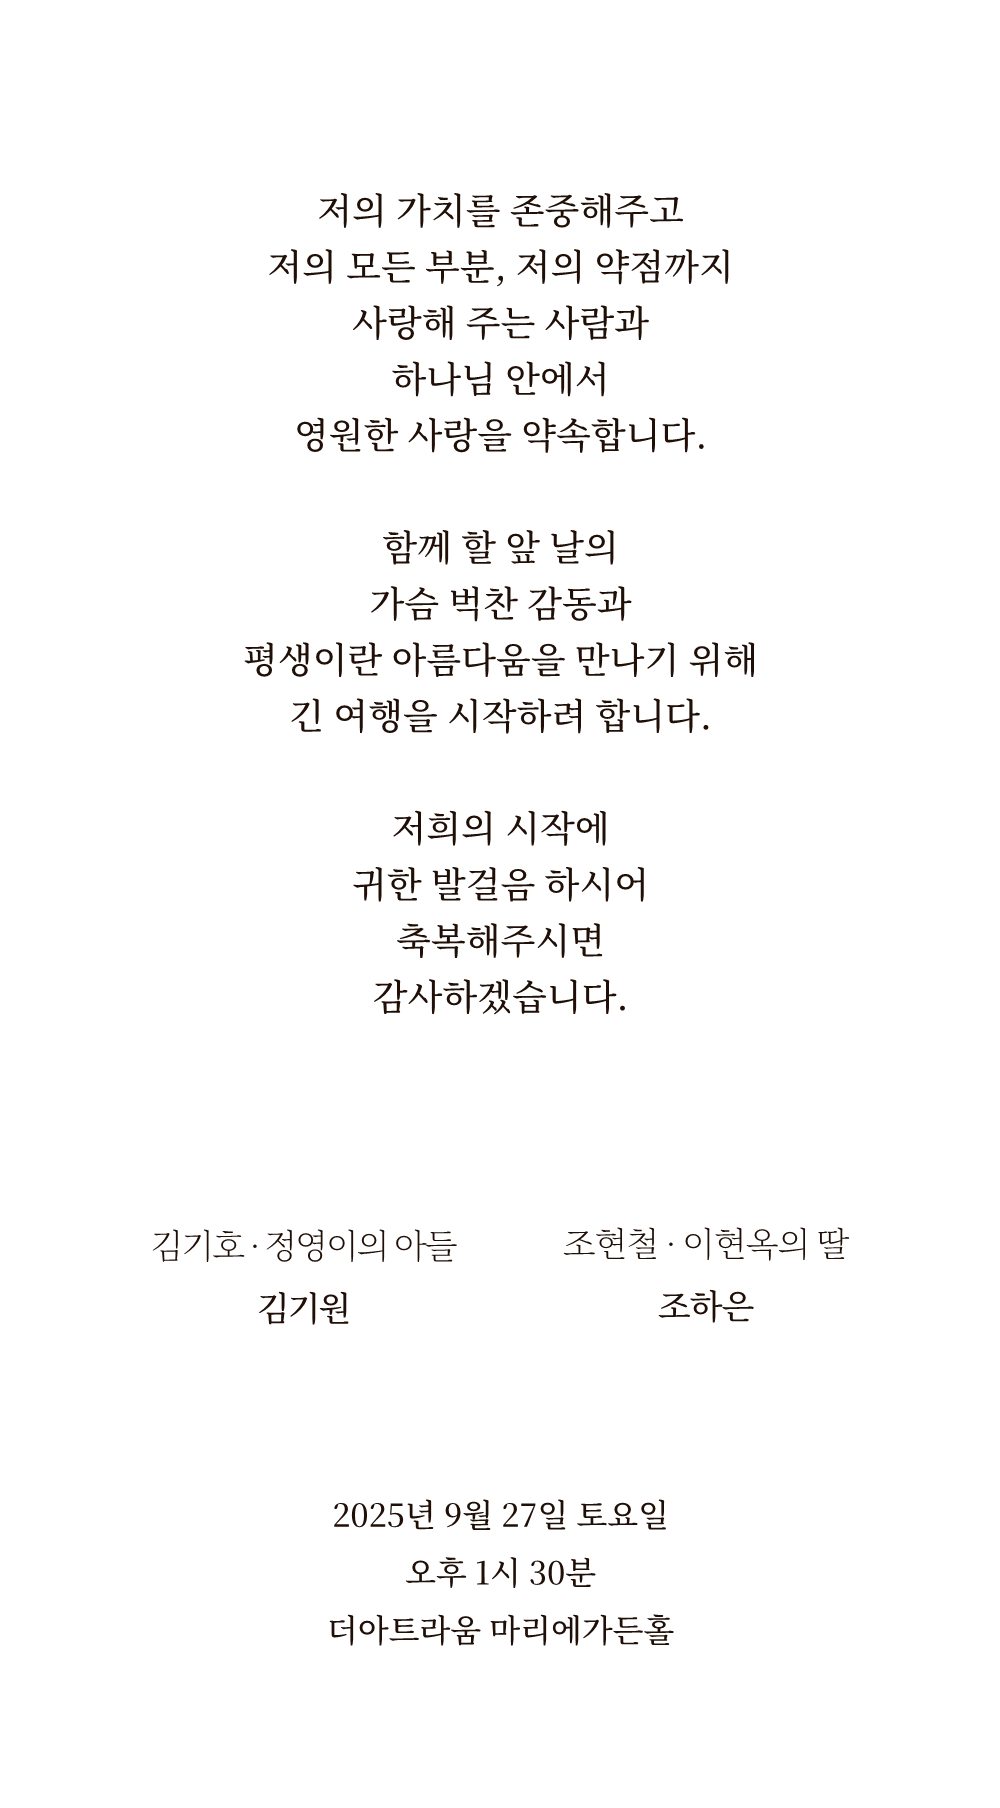 저의 가치를 존중해주고
저의 모든 부분, 저의 약점까지
사랑해 주는 사람과
하나님 안에서
영원한 사랑을 약속합니다.
함께 할 앞 날의
가슴 벅찬 감동과
평생이란 아름다움을 만나기 위해
긴 여행을 시작하려 합니다.
저희의 시작에
귀한 발걸음 하시어
축복해주시면
감사하겠습니다.
김기호 · 정영이의 아들
김기원
조현철 · 이현옥의 딸
조하은
2025년 9월 27일 토요일
오후 1시 30분
더아트라움 마리에가든홀